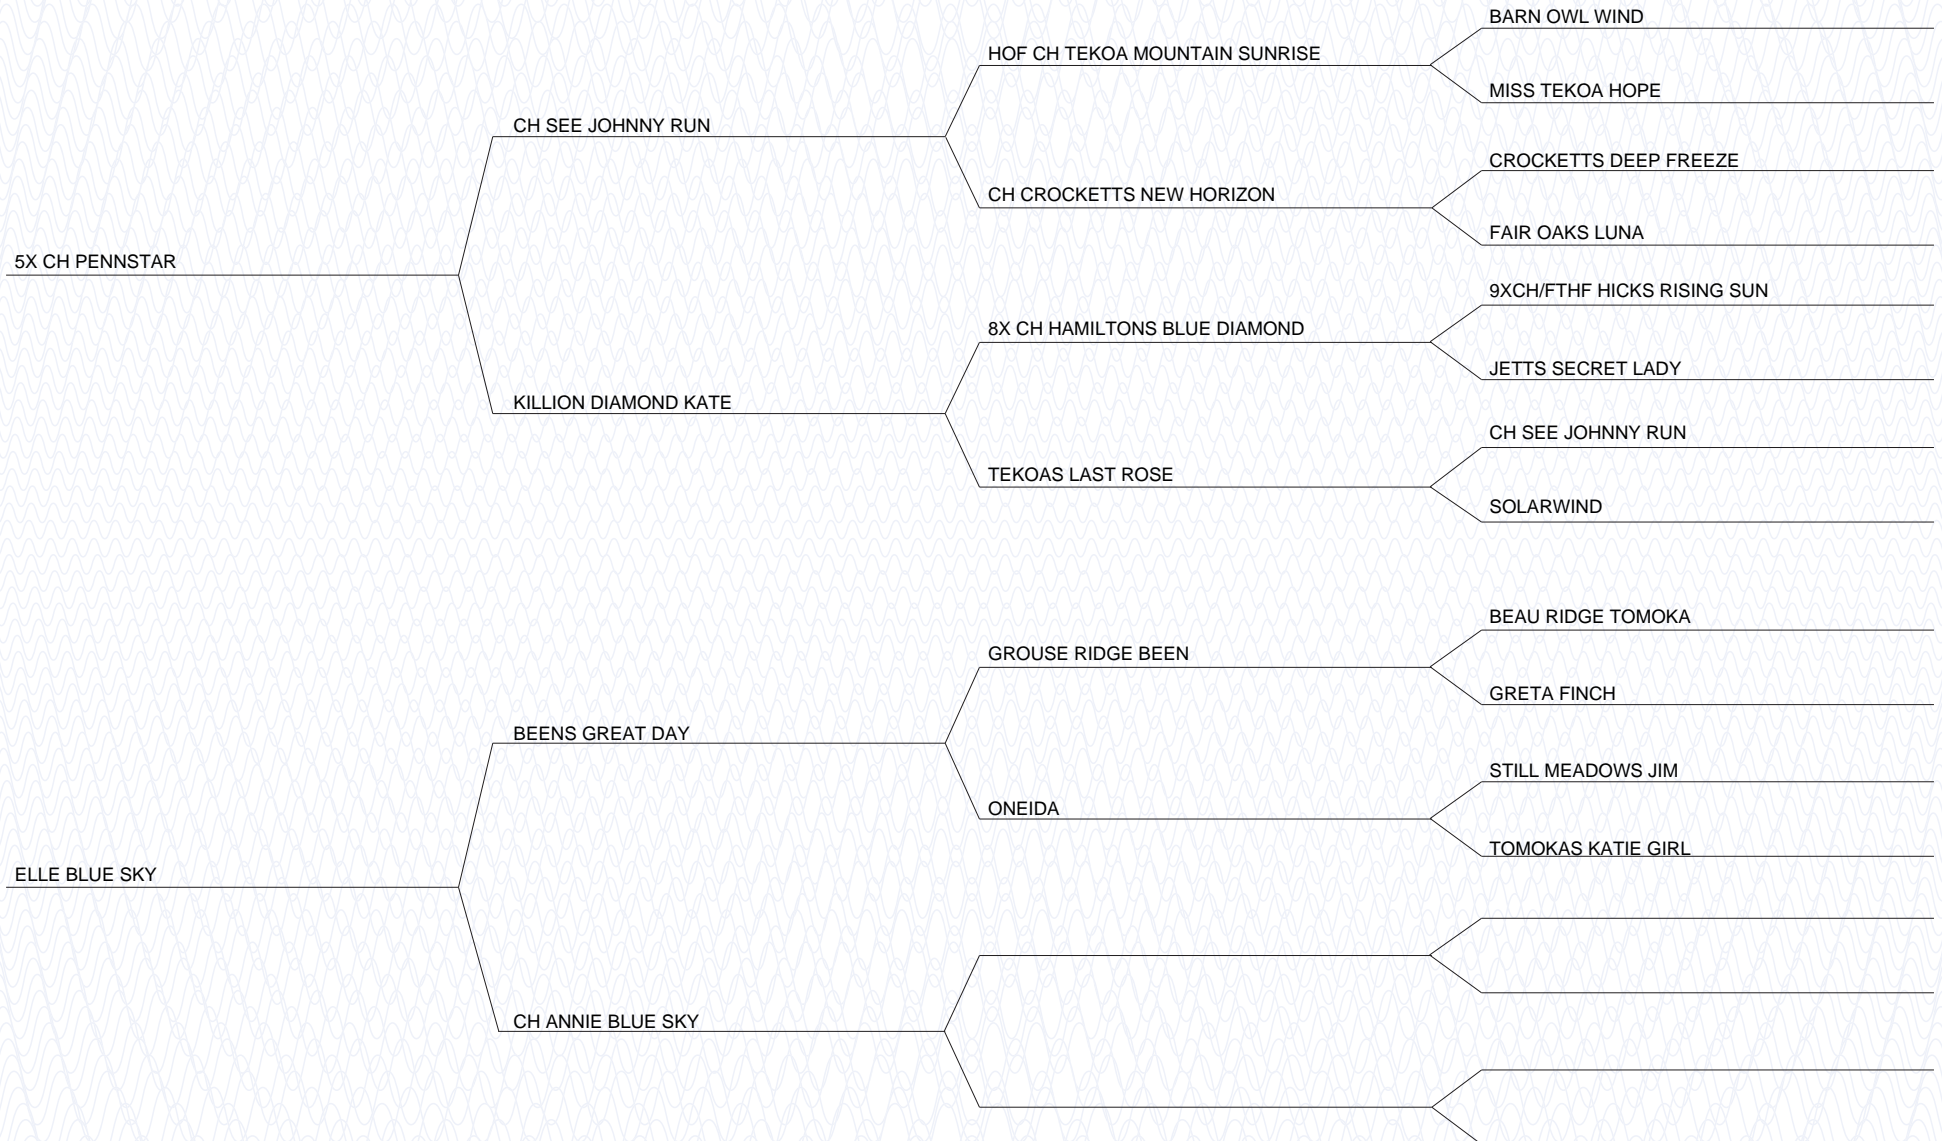 BARN OWL WIND
HOF CH TEKOA MOUNTAIN SUNRISE
MISS TEKOA HOPE
CH SEE JOHNNY RUN
CROCKETTS DEEP FREEZE
CH CROCKETTS NEW HORIZON
FAIR OAKS LUNA
5X CH PENNSTAR
9XCH/FTHF HICKS RISING SUN
8X CH HAMILTONS BLUE DIAMOND
JETTS SECRET LADY
KILLION DIAMOND KATE
CH SEE JOHNNY RUN
TEKOAS LAST ROSE
SOLARWIND
BEAU RIDGE TOMOKA
GROUSE RIDGE BEEN
GRETA FINCH
BEENS GREAT DAY
STILL MEADOWS JIM
ONEIDA
TOMOKAS KATIE GIRL
ELLE BLUE SKY
CH ANNIE BLUE SKY